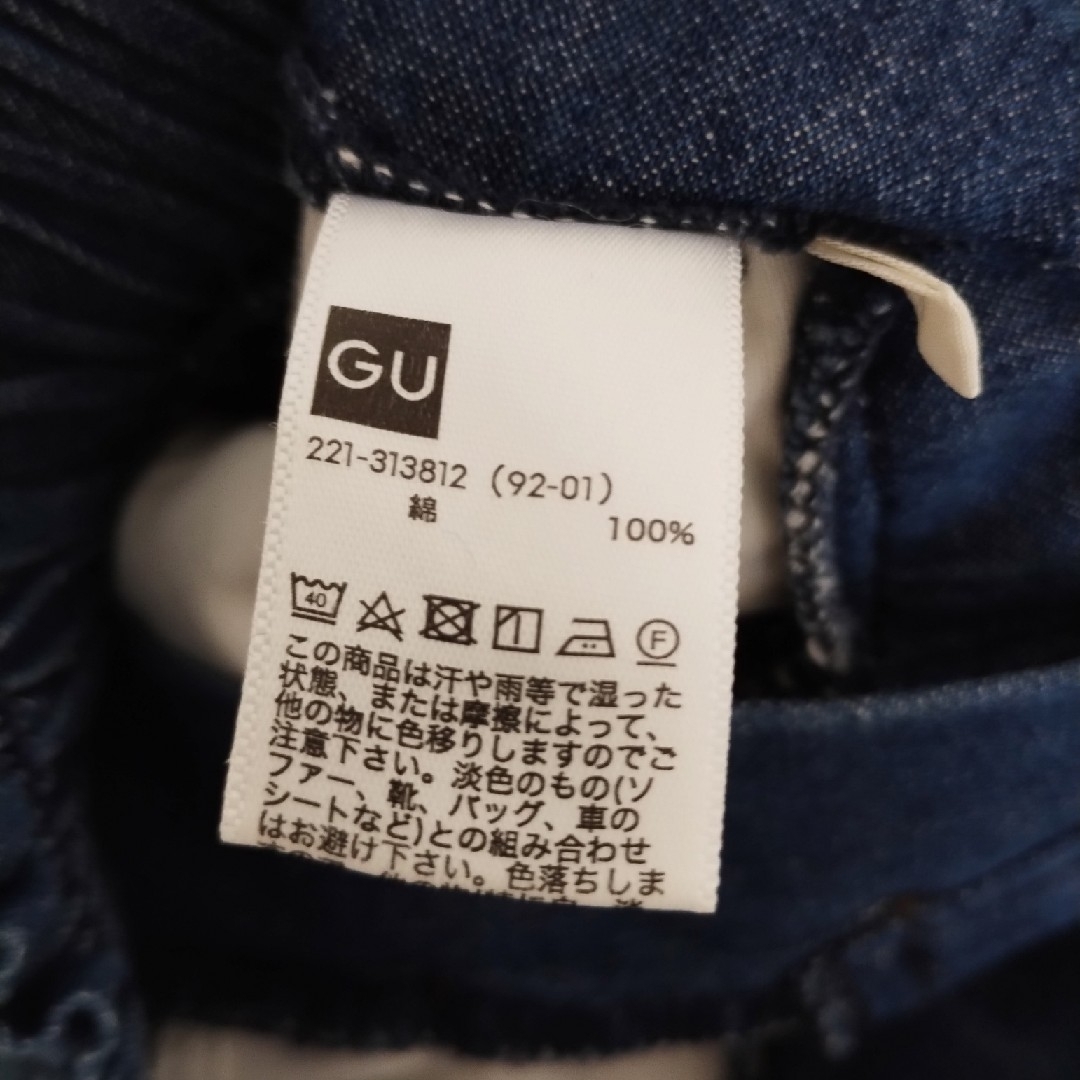 GU
221-313812 (92-01)
綿 100%
40 F
この商品は汗や雨等で湿った
状態、または摩擦によって、
他の物に色移りしますのでご
注意下さい。淡色のもの(ソ
ファー、靴、バッグ、車の
シートなど)との組み合わせ
はお避け下さい。色落ちしま